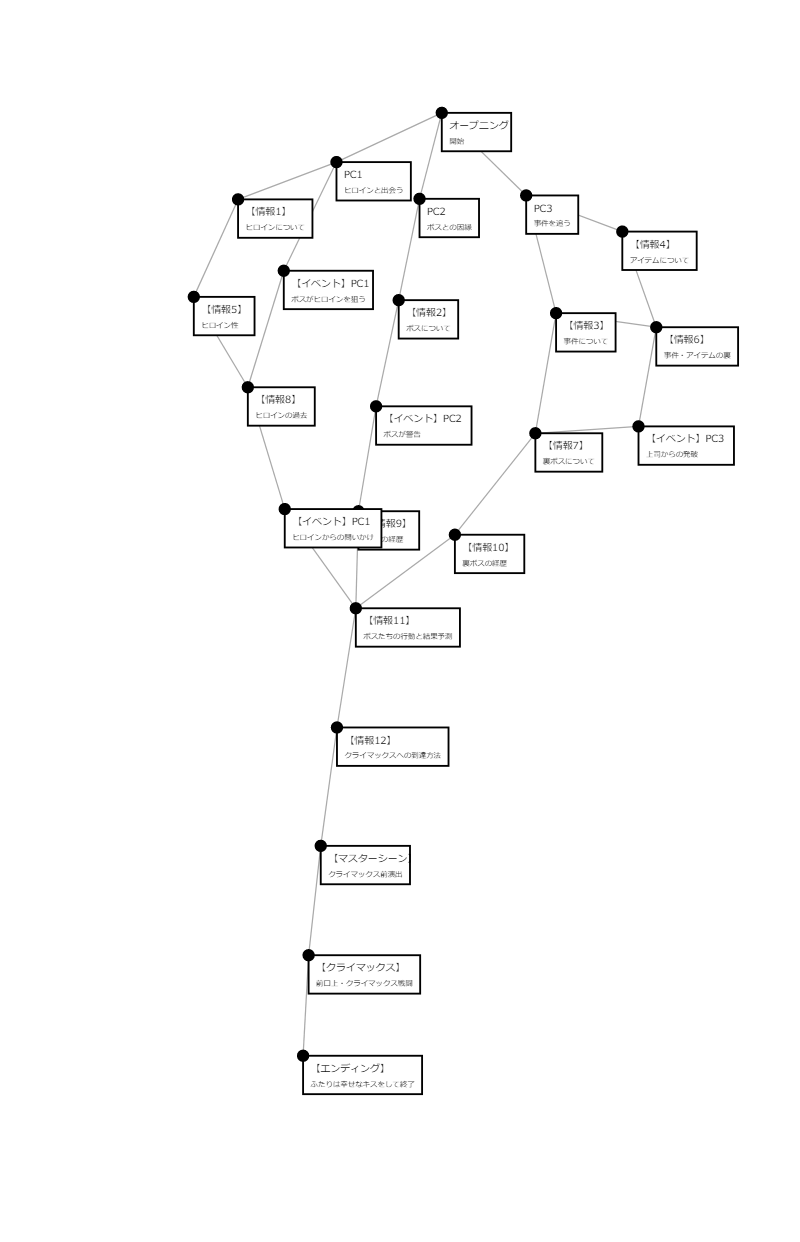 オープニング
開始
PC1
ヒロインと出会う
PC2
ボスとの因縁
PC3
事件を追う
【情報1】
ヒロインについて
【情報4】
アイテムについて
【イベント】PC1
ボスがヒロインを狙う
【情報5】
ヒロイン性
【情報2】
ボスについて
【情報3】
事件について
【情報6】
事件・アイテムの裏
【情報8】
ヒロインの過去
【イベント】PC2
ボスが警告
【情報7】
裏ボスについて
【イベント】PC3
上司からの発破
【イベント】PC1
ヒロインからの問いかけ
情報9】
の経歴
【情報10】
裏ボスの経歴
【情報11】
ボスたちの行動と結果予測
【情報12】
クライマックスへの到達方法
【マスターシーン
クライマックス前演出
【クライマックス】
前口上・クライマックス戦闘
【エンディング】
ふたりは幸せなキスをして終了